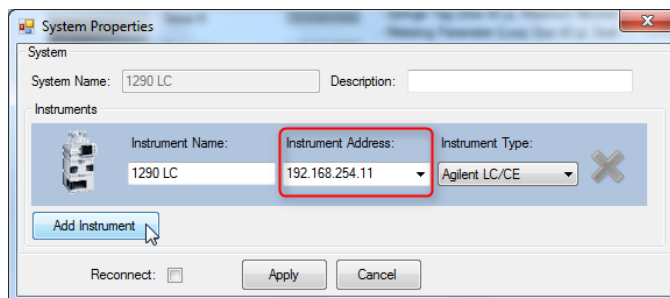 System Properties
System
System Name: 1290 LC Description:
Instruments
Instrument Name: Instrument Address: Instrument Type:
1290 LC 192.168.254.11 Agilent LC/CE
Add Instrument
Reconnect: Apply Cancel